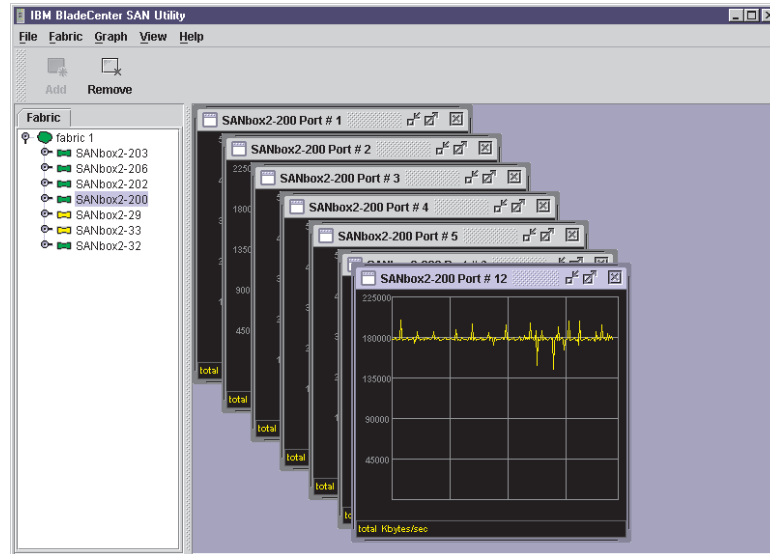 IBM BladeCenter SAN Utility
File Fabric Graph View Help
Add Remove
Fabric
fabric 1
SANbox2-203
SANbox2-206
SANbox2-202
SANbox2-200
SANbox2-29
SANbox2-33
SANbox2-32
SANbox2-200 Port # 1
total
SANbox2-200 Port # 2
2250
1800
1350
900
450
total
SANbox2-200 Port # 3
total
SANbox2-200 Port # 4
total
SANbox2-200 Port # 5
total
SANbox2-200 Port # 12
225000
180000
135000
90000
45000
total Kbytes/sec